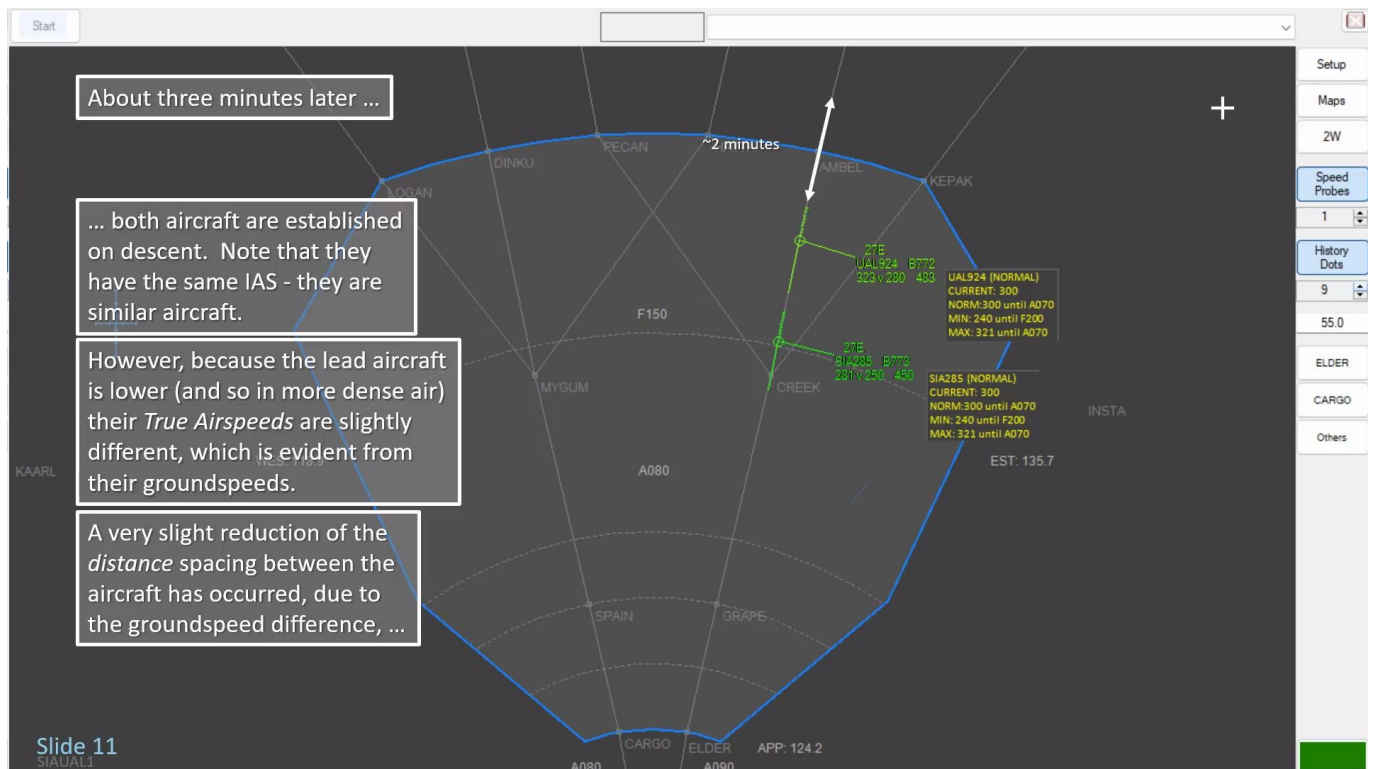 Start
Setup
Maps
2W
Speed
Probes
1
History
Dots
9
55.0
ELDER
CARGO
Others
About three minutes later ...
~2 minutes
PECAN
DINKU
AMBEL
LOGAN
KEPAK
... both aircraft are established
on descent. Note that they
have the same IAS - they are
similar aircraft.
27E
UAL924 B772
323 v 280 483
UAL924 (NORMAL)
CURRENT: 300
NORM:300 until A070
MIN: 240 until F200
MAX: 321 until A070
F150
However, because the lead aircraft
is lower (and so in more dense air)
their True Airspeeds are slightly
different, which is evident from
their groundspeeds.
27E
SIA285 B773
281 v 250 450
SIA285 (NORMAL)
CURRENT: 300
NORM:300 until A070
MIN: 240 until F200
MAX: 321 until A070
MYGUM
CREEK
INSTA
KAARL
A080
EST: 135.7
A very slight reduction of the
distance spacing between the
aircraft has occurred, due to
the groundspeed difference, ...
SPAIN
GRAPE
Slide 11
SIAUAL1
CARGO
ELDER
APP: 124.2
A080
A090